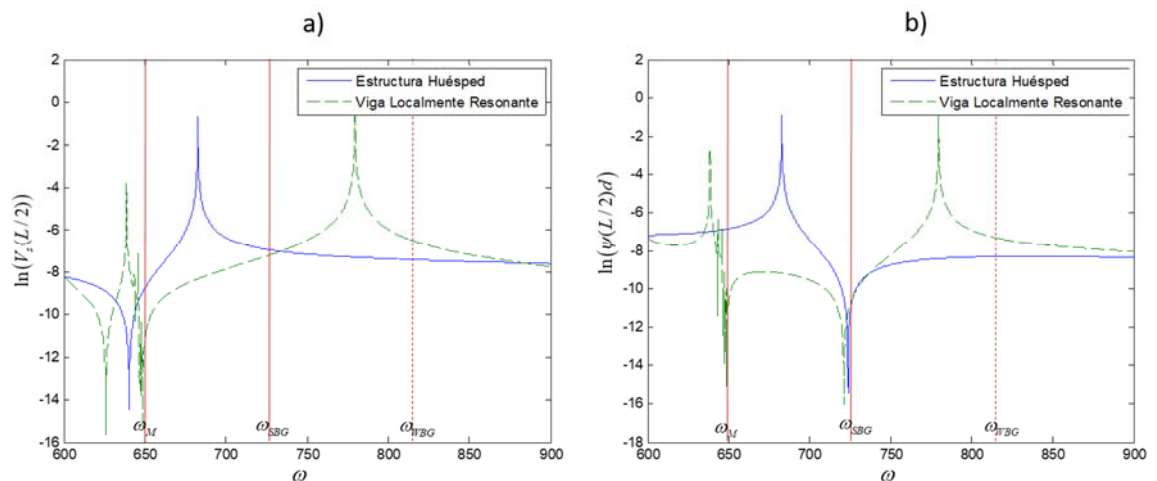 a)
2
0
-2
-4
-6
-8
-10
-12
-14
-16
ln(V_s(L/2))
Estructura Huésped
Viga Localmente Resonante
ω_M
ω_SBG
ω_WBG
600 650 700 750 800 850 900
ω
b)
2
0
-2
-4
-6
-8
-10
-12
-14
-16
-18
ln(ψ(L/2)d)
Estructura Huésped
Viga Localmente Resonante
ω_M
ω_SBG
ω_WBG
600 650 700 750 800 850 900
ω